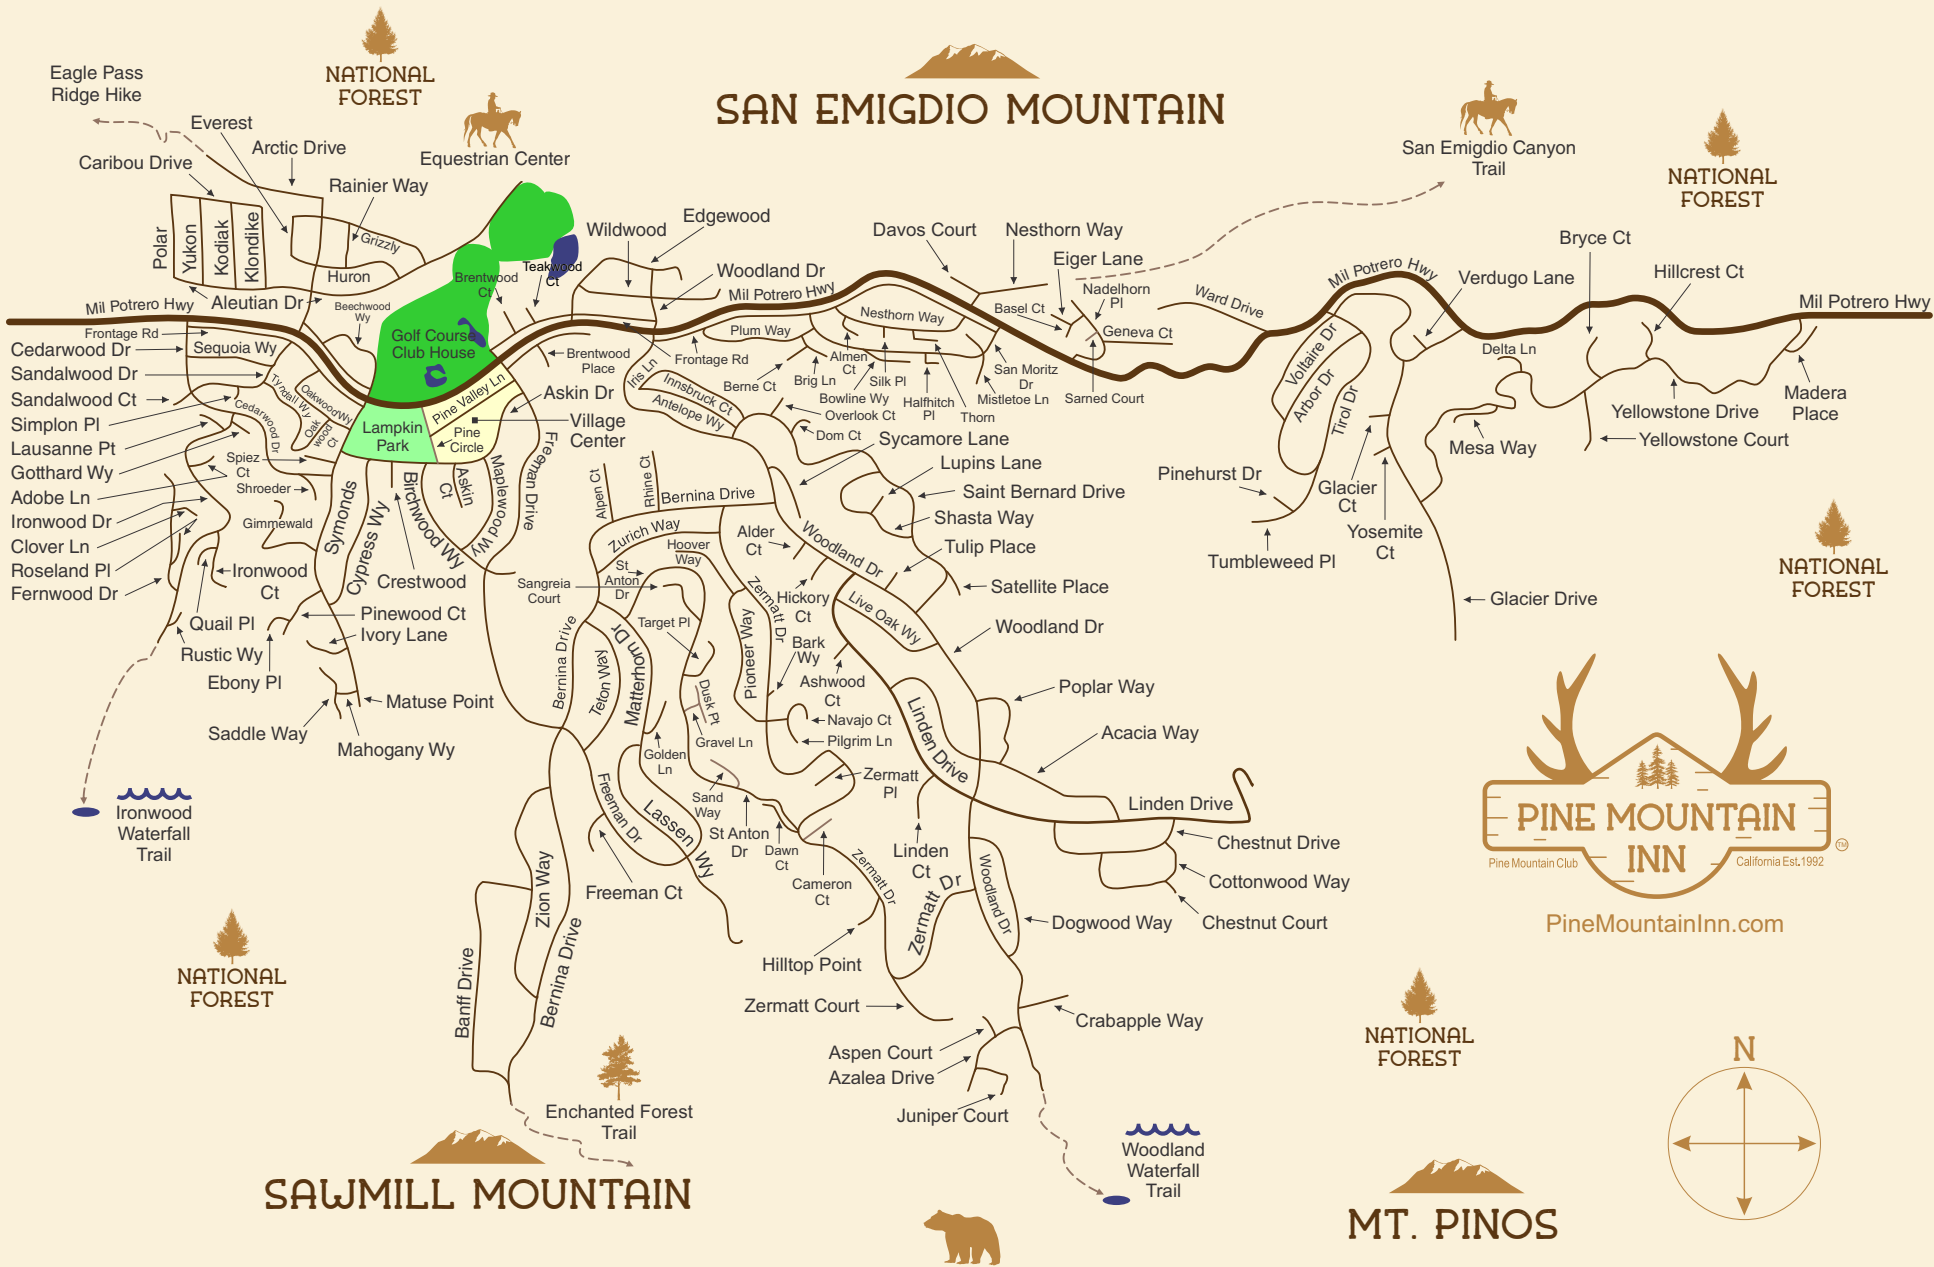 Eagle Pass
Ridge Hike
NATIONAL
FOREST
Equestrian Center
SAN EMIGDIO MOUNTAIN
San Emigdio Canyon
Trail
NATIONAL
FOREST
Everest
Arctic Drive
Caribou Drive
Rainier Way
Polar
Yukon
Kodiak
Klondike
Grizzly
Huron
Aleutian Dr
Mil Potrero Hwy
Beechwood
Wy
Brentwood
Ct
Teakwood
Ct
Wildwood
Edgewood
Woodland Dr
Mil Potrero Hwy
Davos Court
Nesthorn Way
Eiger Lane
Nadelhorn
Pl
Basel Ct
Geneva Ct
Ward Drive
Mil Potrero Hwy
Verdugo Lane
Bryce Ct
Hillcrest Ct
Mil Potrero Hwy
Frontage Rd
Cedarwood Dr
Sequoia Wy
Sandalwood Dr
Sandalwood Ct
Simplon Pl
Lausanne Pt
Gotthard Wy
Adobe Ln
Ironwood Dr
Clover Ln
Roseland Pl
Fernwood Dr
Tyndall Wy
Oakwood Wy
Oak
wood
Ct
Cedarwood Dr
Spiez
Ct
Schroeder
Gimmewald
Golf Course
Club House
Lampkin
Park
Pine Valley Ln
Pine
Circle
Askin Dr
Village
Center
Brentwood
Place
Frontage Rd
Plum Way
Nesthorn Way
Iris Ln
Innsbruck Ct
Antelope Wy
Berne Ct
Brig Ln
Almen
Ct
Bowline Wy
Silk Pl
Halfhitch
Pl
Thorn
Mistletoe Ln
San Moritz
Dr
Sarned Court
Overlook Ct
Dom Ct
Sycamore Lane
Lupins Lane
Saint Bernard Drive
Shasta Way
Tulip Place
Satellite Place
Woodland Dr
Voltaire Dr
Arbor Dr
Tirol Dr
Delta Ln
Mesa Way
Yellowstone Drive
Yellowstone Court
Madera
Place
Pinehurst Dr
Tumbleweed Pl
Glacier
Ct
Yosemite
Ct
Glacier Drive
NATIONAL
FOREST
Symonds
Cypress Wy
Crestwood
Birchwood Wy
Askin
Ct
Maplewood Wy
Freeman Drive
Alpen Ct
Rhine Ct
Bernina Drive
Zurich Way
Hoover
Way
St
Anton
Dr
Sangreia
Court
Target Pl
Alder
Ct
Woodland Dr
Zermatt Dr
Hickory
Ct
Live Oak Wy
Bark
Wy
Ashwood
Ct
Pioneer Way
Navajo Ct
Pilgrim Ln
Zermatt
Pl
Ironwood
Ct
Quail Pl
Rustic Wy
Ebony Pl
Pinewood Ct
Ivory Lane
Matuse Point
Saddle Way
Mahogany Wy
Ironwood
Waterfall
Trail
Bernina Drive
Teton Way
Matterhorn Dr
Golden
Ln
Dusk Pt
Gravel Ln
Sand
Way
St Anton
Dr
Dawn
Ct
Cameron
Ct
Freeman Dr
Lassen Wy
Freeman Ct
Zermatt Dr
Linden
Ct
Linden Drive
Poplar Way
Acacia Way
Linden Drive
Chestnut Drive
Cottonwood Way
Chestnut Court
Woodland Dr
Dogwood Way
Zermatt Dr
Hilltop Point
Zermatt Court
Crabapple Way
Aspen Court
Azalea Drive
Juniper Court
Zion Way
Bernina Drive
Banff Drive
NATIONAL
FOREST
Enchanted Forest
Trail
SAWMILL MOUNTAIN
Woodland
Waterfall
Trail
NATIONAL
FOREST
MT. PINOS
PINE MOUNTAIN
INN
TM
Pine Mountain Club
California Est.1992
PineMountainInn.com
N